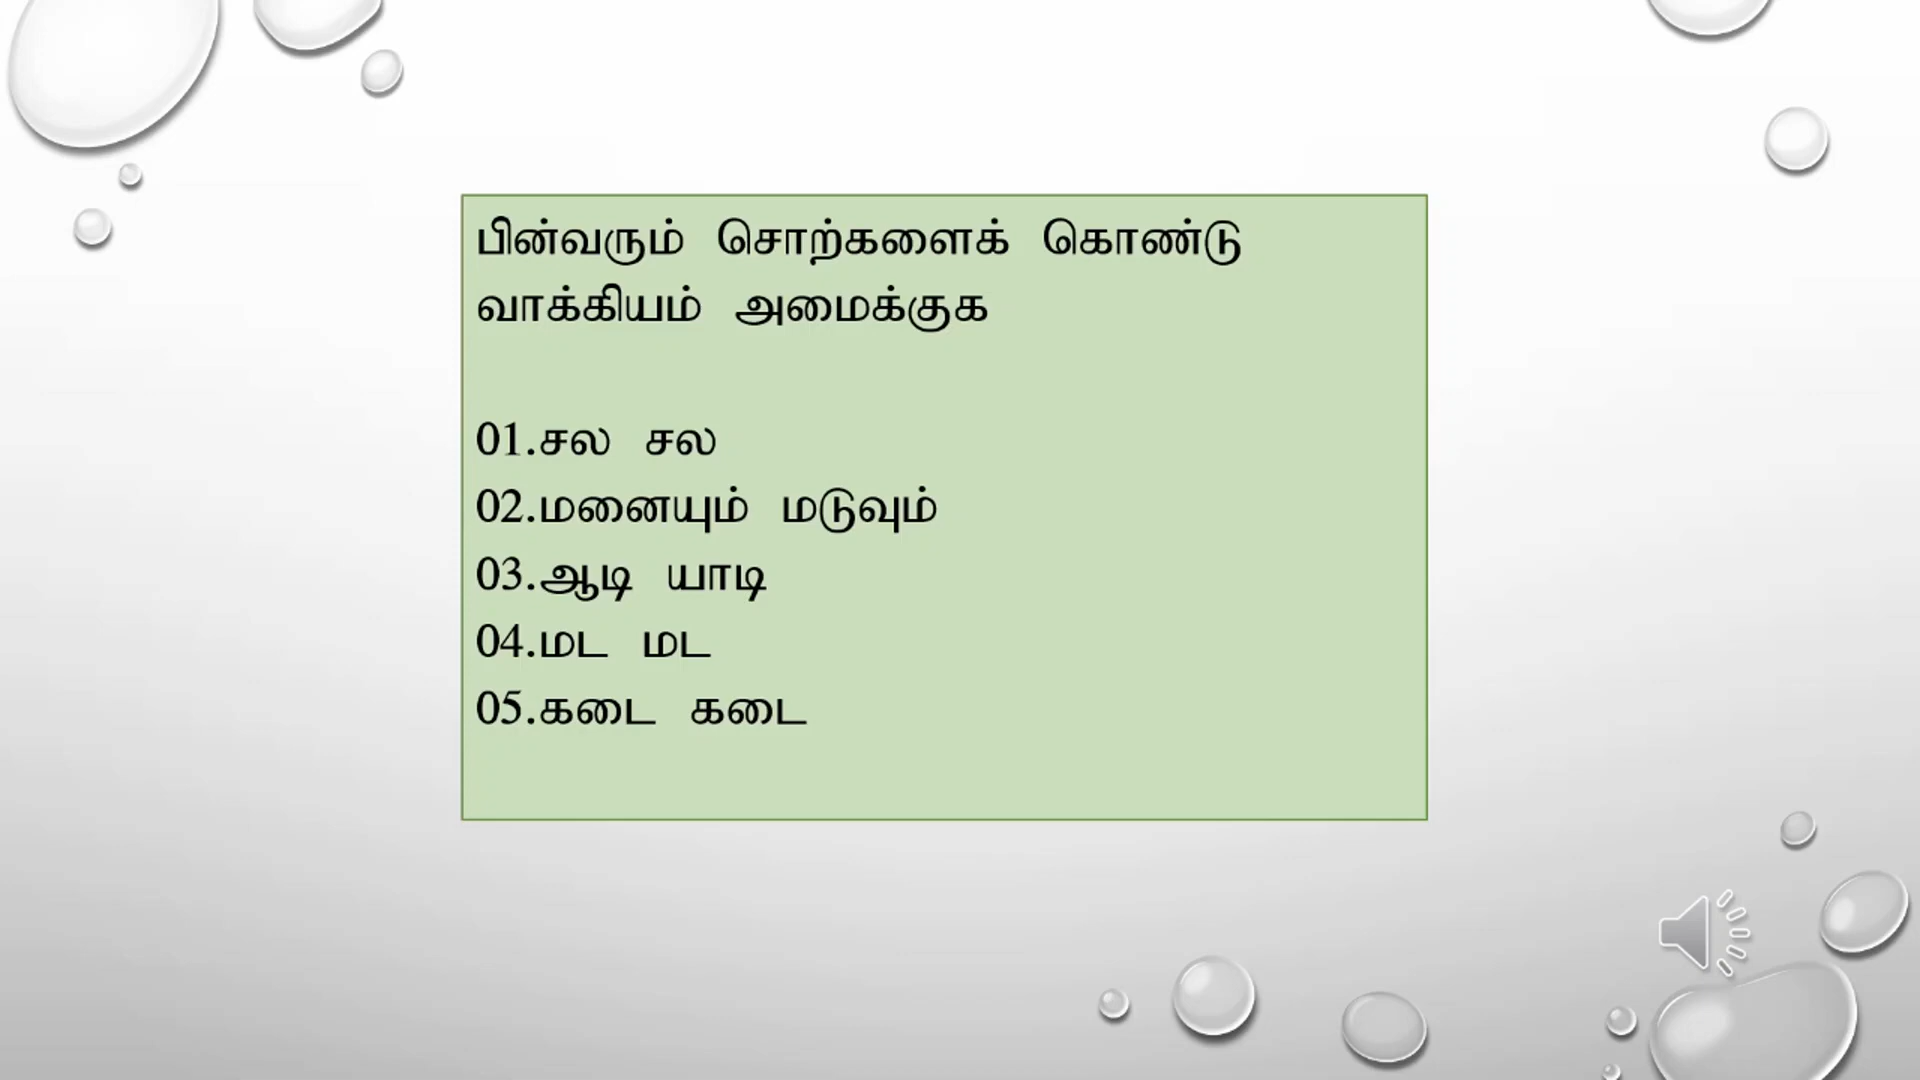 பின்வரும் சொற்களைக் கொண்டு
வாக்கியம் அமைக்குக
01.சல சல
02.மனையும் மடுவும்
03.ஆடி யாடி
04.மட மட
05.கடை கடை